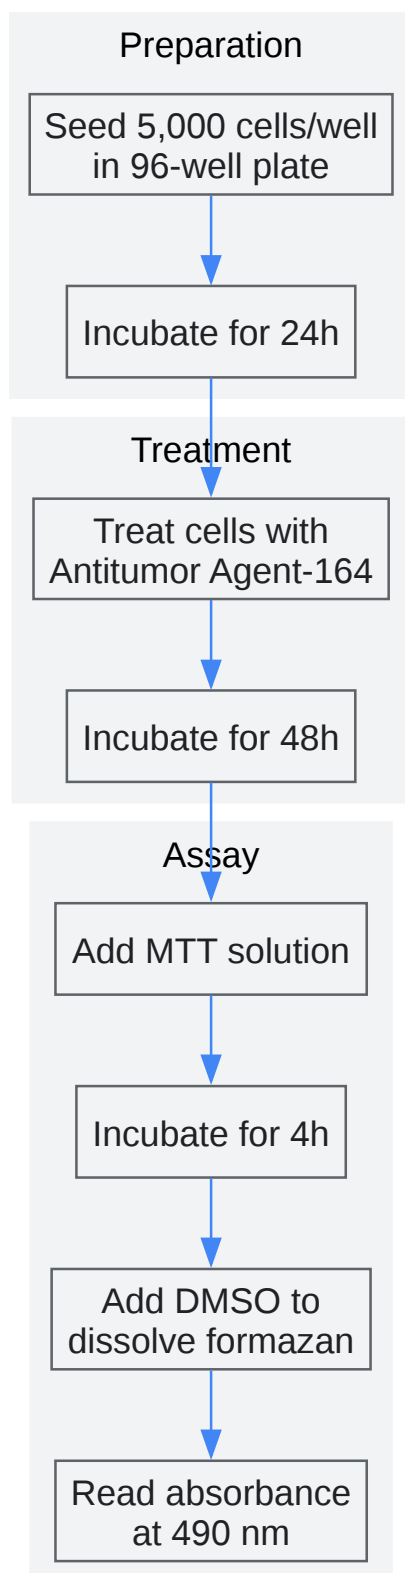 Preparation
Seed 5,000 cells/well
in 96-well plate
Incubate for 24h
Treatment
Treat cells with
Antitumor Agent-164
Incubate for 48h
Assay
Add MTT solution
Incubate for 4h
Add DMSO to
dissolve formazan
Read absorbance
at 490 nm